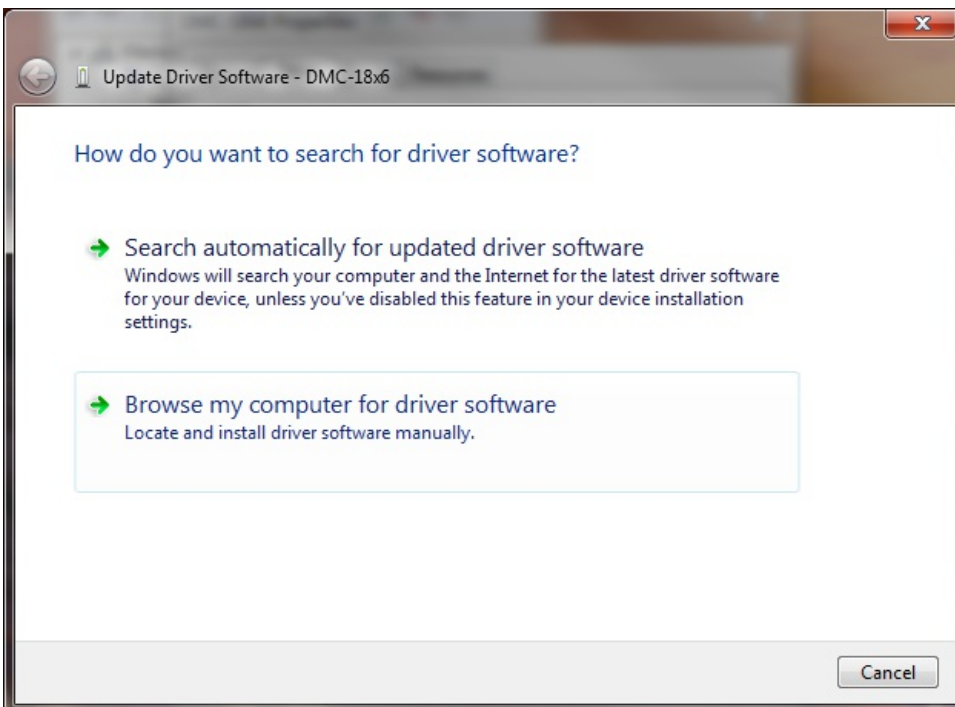 Update Driver Software - DMC-18x6
How do you want to search for driver software?
Search automatically for updated driver software
Windows will search your computer and the Internet for the latest driver software
for your device, unless you've disabled this feature in your device installation
settings.
Browse my computer for driver software
Locate and install driver software manually.
Cancel